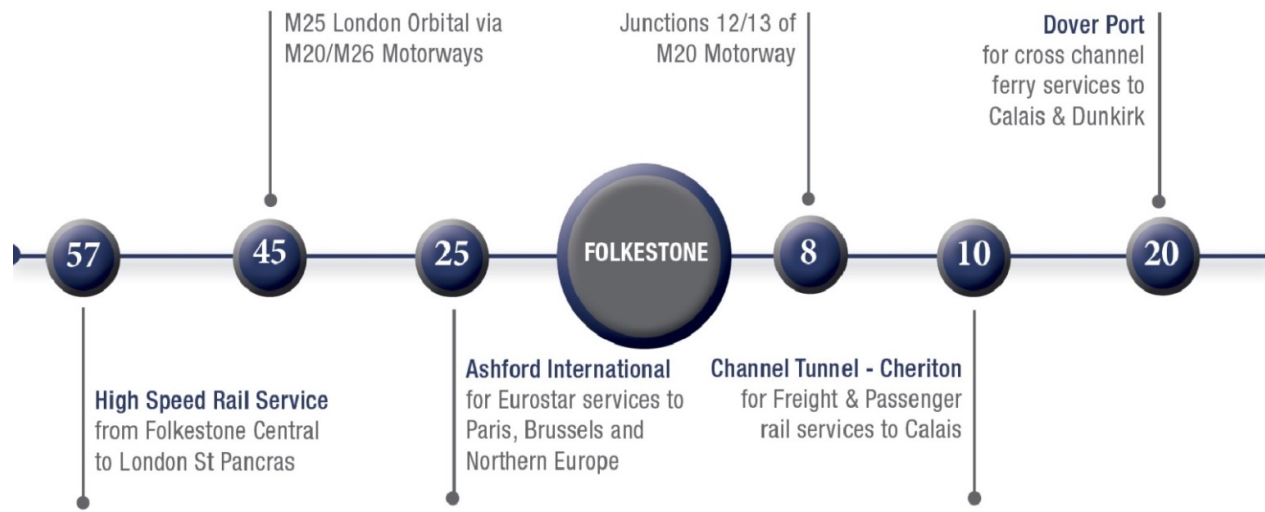 M25 London Orbital via
M20/M26 Motorways
Junctions 12/13 of
M20 Motorway
Dover Port
for cross channel
ferry services to
Calais & Dunkirk
57
45
25
FOLKESTONE
8
10
20
High Speed Rail Service
from Folkestone Central
to London St Pancras
Ashford International
for Eurostar services to
Paris, Brussels and
Northern Europe
Channel Tunnel - Cheriton
for Freight & Passenger
rail services to Calais